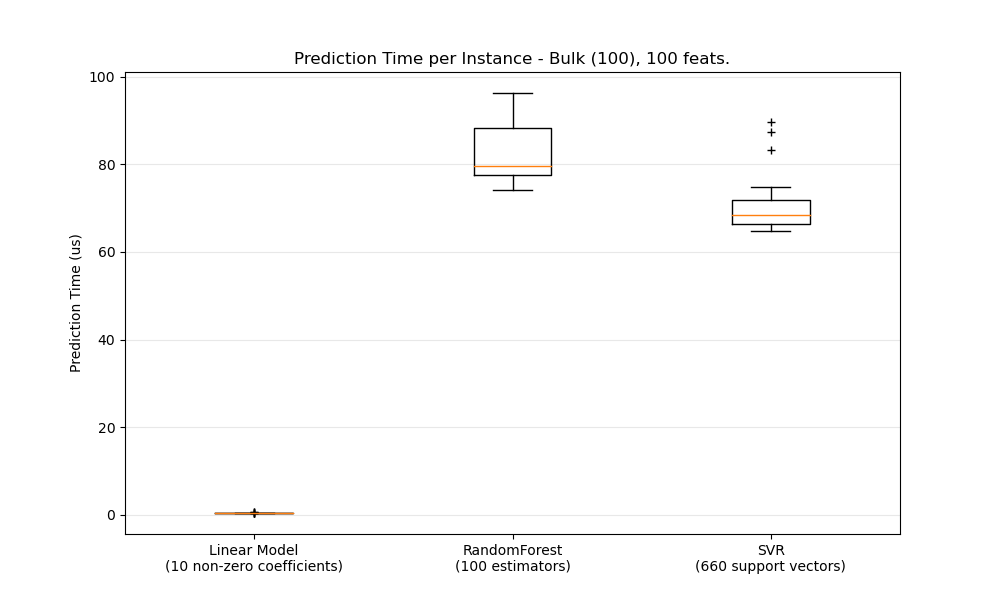 Prediction Time per Instance - Bulk (100), 100 feats.
100
80
60
40
20
0
Prediction Time (us)
Linear Model
(10 non-zero coefficients)
RandomForest
(100 estimators)
SVR
(660 support vectors)